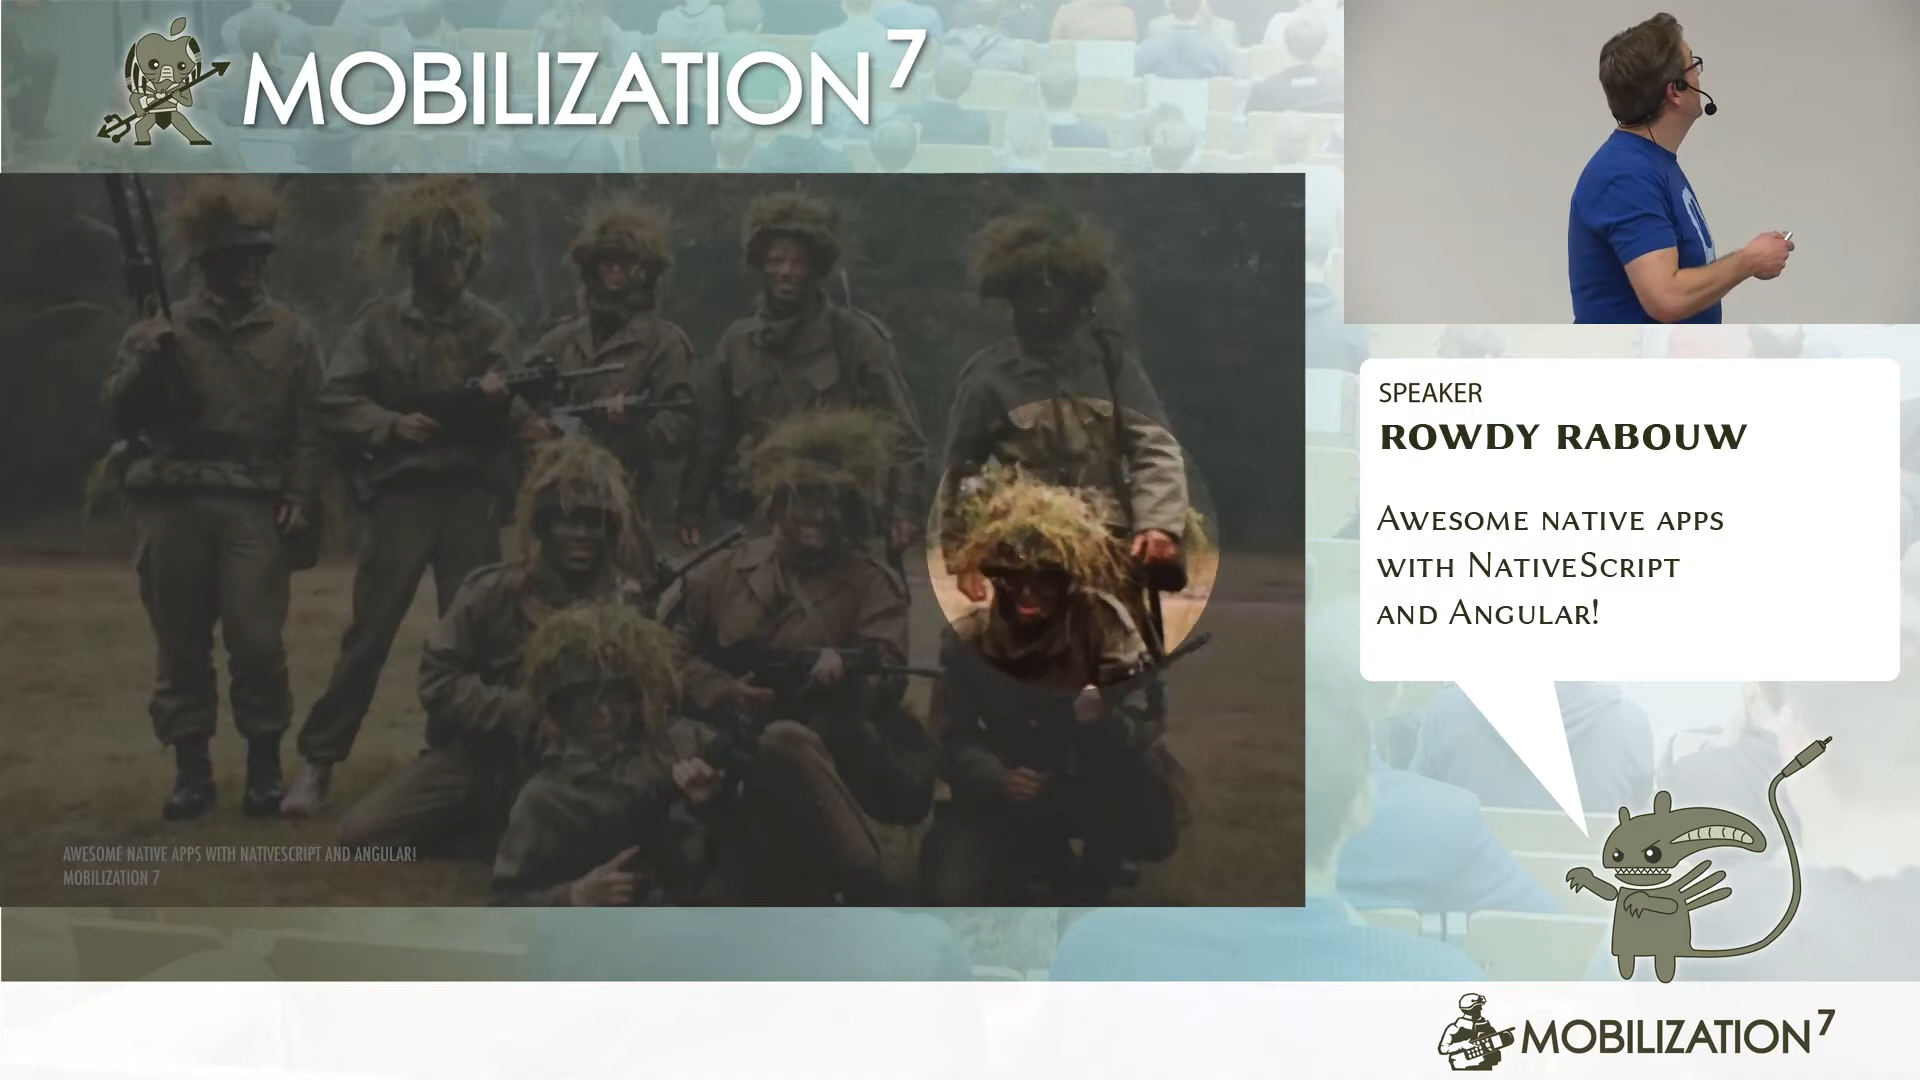 MOBILIZATION 7
SPEAKER
ROWDY RABOUW
AWESOME NATIVE APPS
WITH NATIVESCRIPT
AND ANGULAR!
AWESOME NATIVE APPS WITH NATIVESCRIPT AND ANGULAR!
MOBILIZATION 7
MOBILIZATION 7